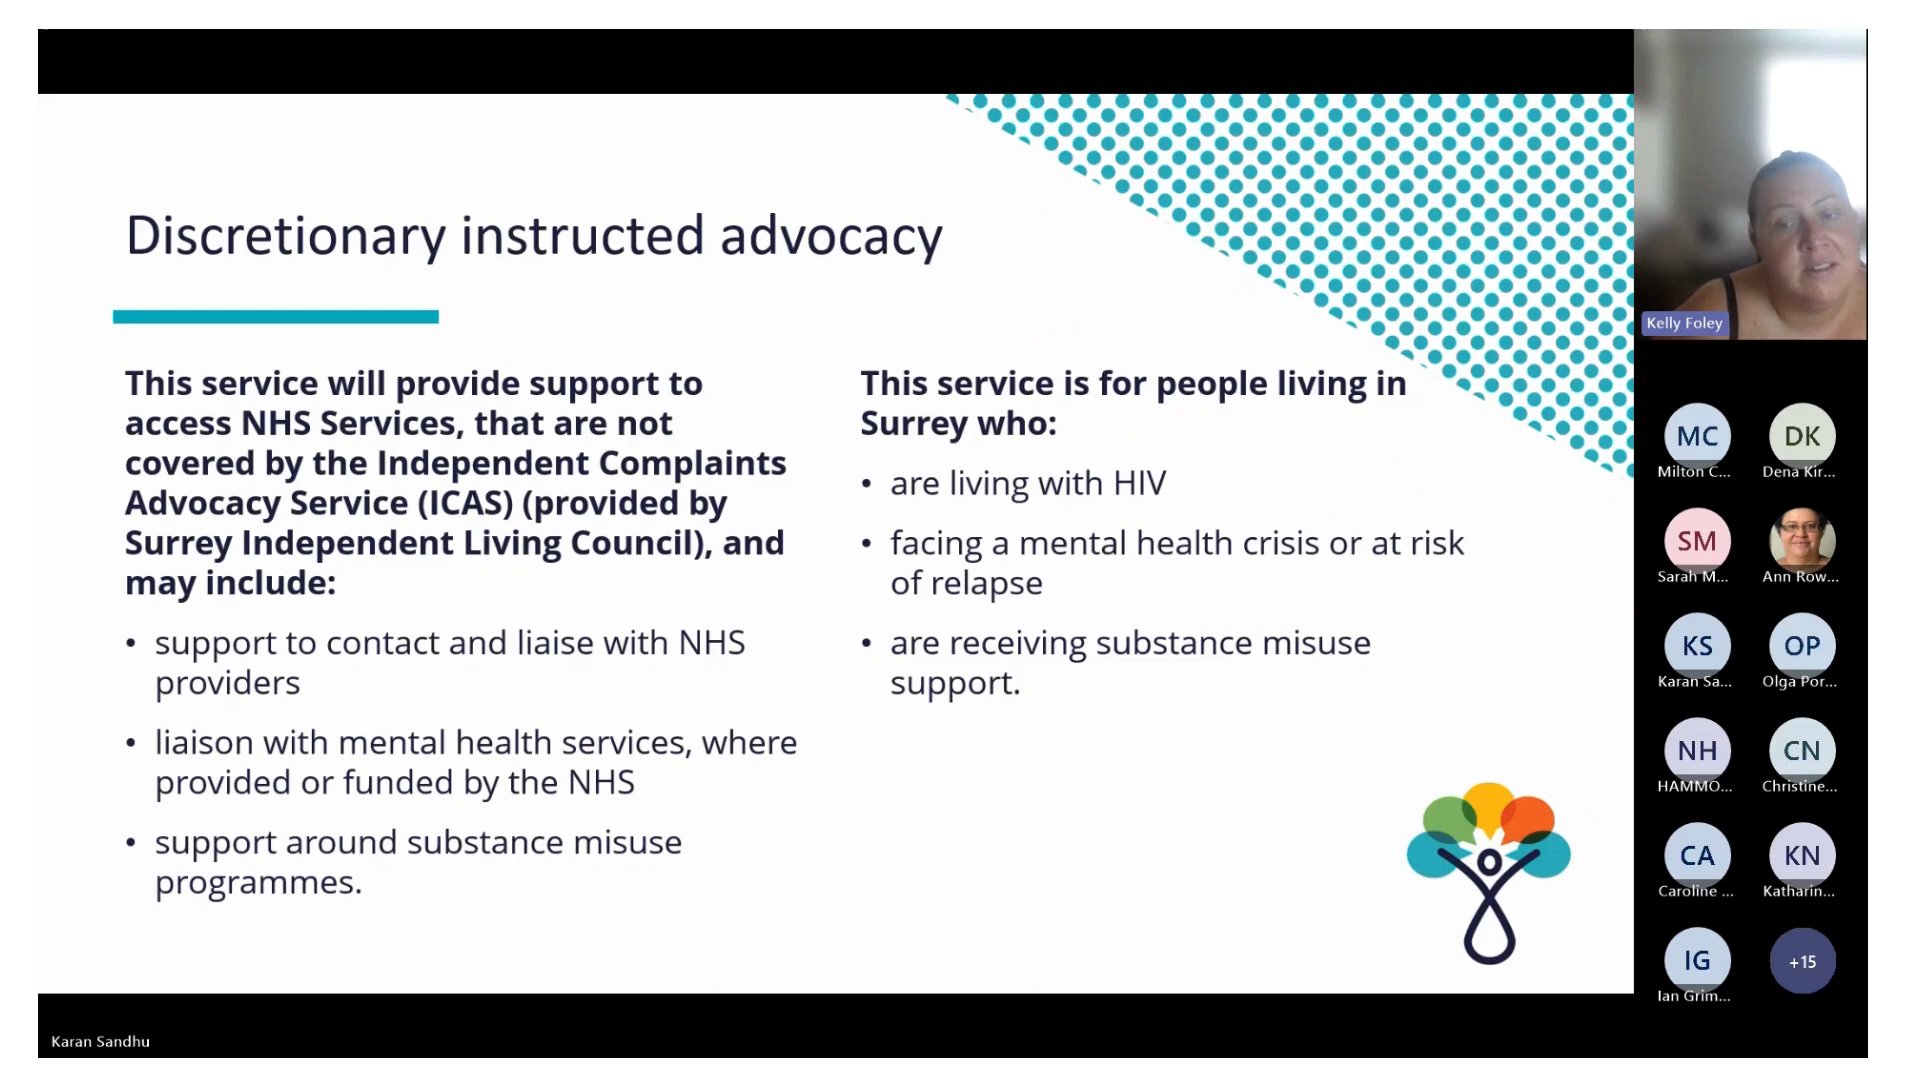 Discretionary instructed advocacy
This service will provide support to
access NHS Services, that are not
covered by the Independent Complaints
Advocacy Service (ICAS) (provided by
Surrey Independent Living Council), and
may include:
• support to contact and liaise with NHS
providers
• liaison with mental health services, where
provided or funded by the NHS
• support around substance misuse
programmes.
This service is for people living in
Surrey who:
• are living with HIV
• facing a mental health crisis or at risk
of relapse
• are receiving substance misuse
support.
Kelly Foley
MC
Milton C...
DK
Dena Kir...
SM
Sarah M...
Ann Row...
KS
Karan Sa...
OP
Olga Por...
NH
HAMMO...
CN
Christine...
CA
Caroline ...
KN
Katharin...
IG
Ian Grim...
+15
Karan Sandhu